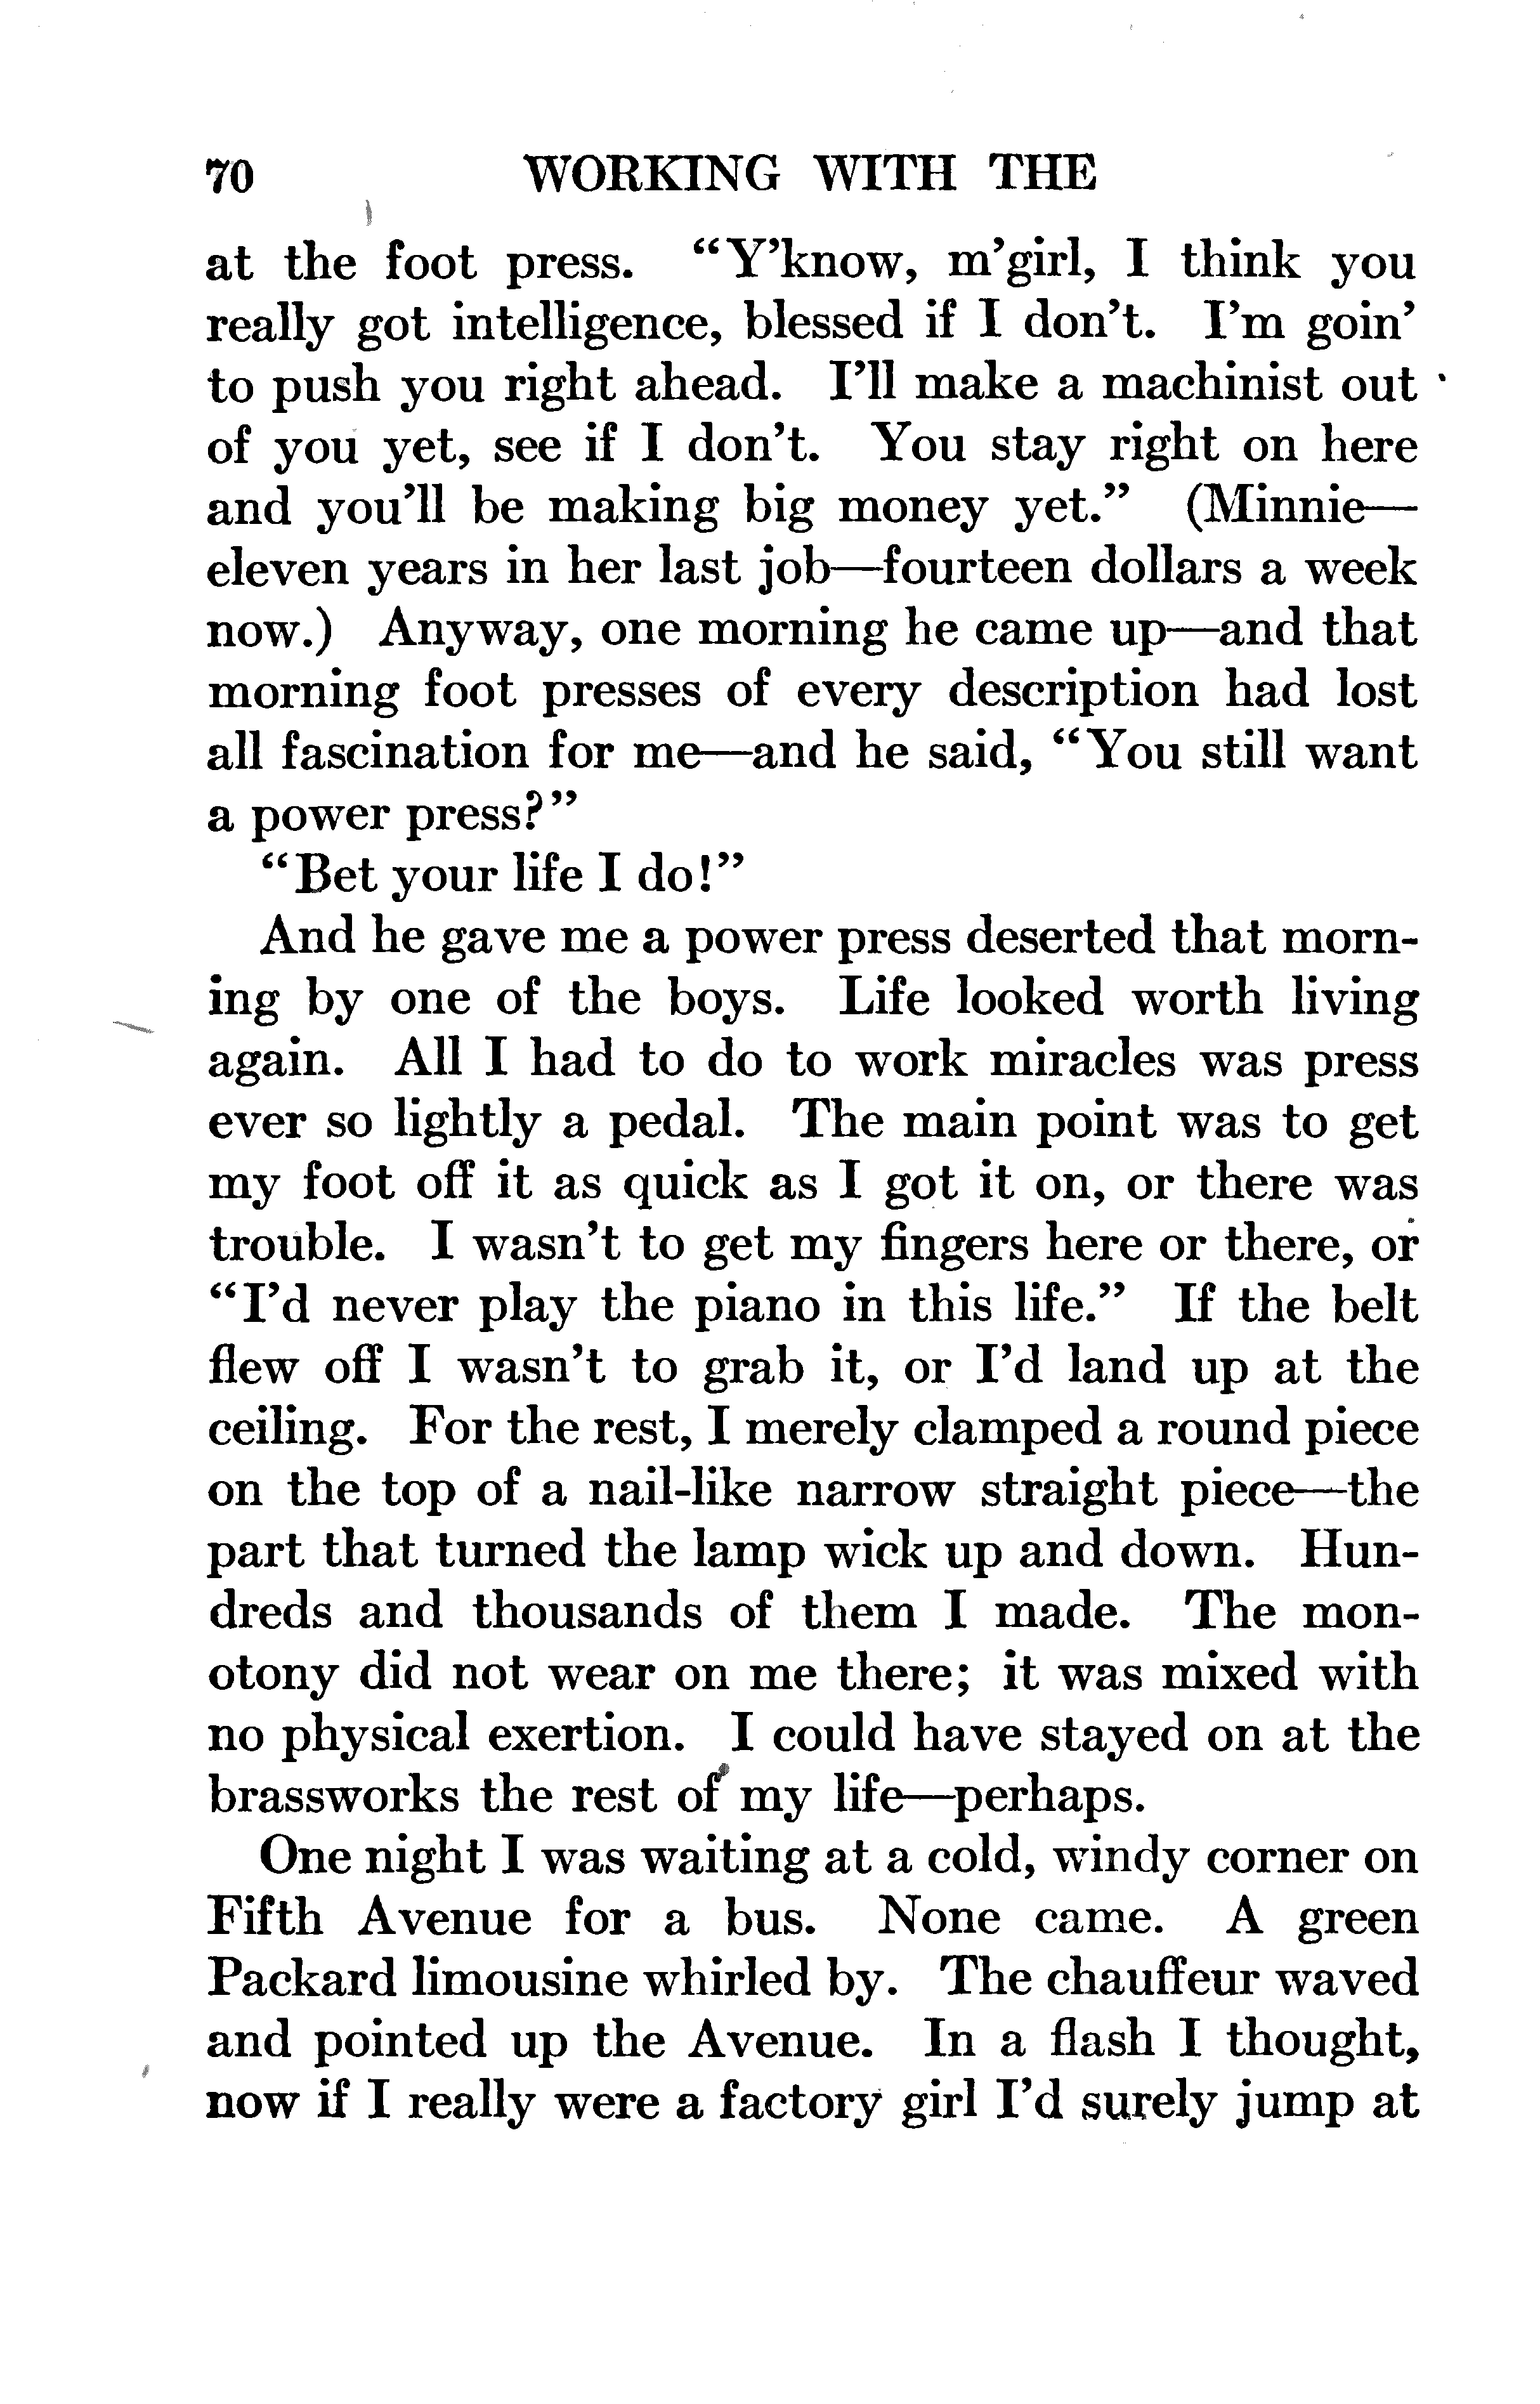 70 WORKING WITH THE
at the foot press. "Y'know, m'girl, I think you
really got intelligence, blessed if I don't. I'm goin'
to push you right ahead. I'll make a machinist out
of you yet, see if I don't. You stay right on here
and you'll be making big money yet." (Minnie—
eleven years in her last job—fourteen dollars a week
now.) Anyway, one morning he came up—and that
morning foot presses of every description had lost
all fascination for me—and he said, "You still want
a power press?"
"Bet your life I do!"
And he gave me a power press deserted that morn-
ing by one of the boys. Life looked worth living
again. All I had to do to work miracles was press
ever so lightly a pedal. The main point was to get
my foot off it as quick as I got it on, or there was
trouble. I wasn't to get my fingers here or there, or
"I'd never play the piano in this life." If the belt
flew off I wasn't to grab it, or I'd land up at the
ceiling. For the rest, I merely clamped a round piece
on the top of a nail-like narrow straight piece—the
part that turned the lamp wick up and down. Hun-
dreds and thousands of them I made. The mon-
otony did not wear on me there; it was mixed with
no physical exertion. I could have stayed on at the
brassworks the rest of my life—perhaps.
One night I was waiting at a cold, windy corner on
Fifth Avenue for a bus. None came. A green
Packard limousine whirled by. The chauffeur waved
and pointed up the Avenue. In a flash I thought,
now if I really were a factory girl I'd surely jump at